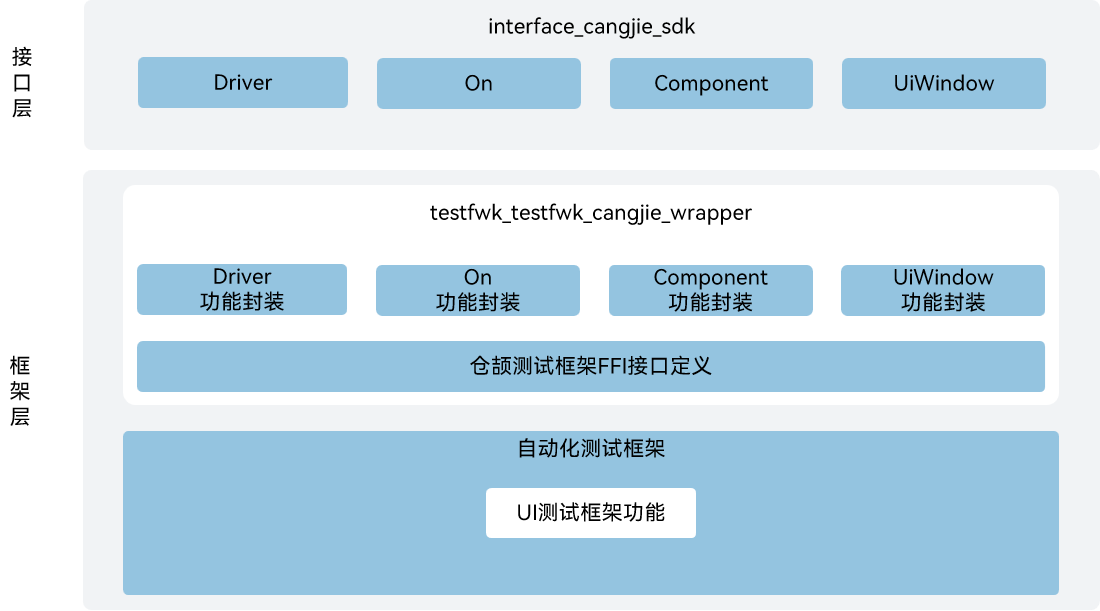 接口层
interface_cangjie_sdk
Driver
On
Component
UiWindow
框架层
testfwk_testfwk_cangjie_wrapper
Driver
功能封装
On
功能封装
Component
功能封装
UiWindow
功能封装
仓颉测试框架FFI接口定义
自动化测试框架
UI测试框架功能